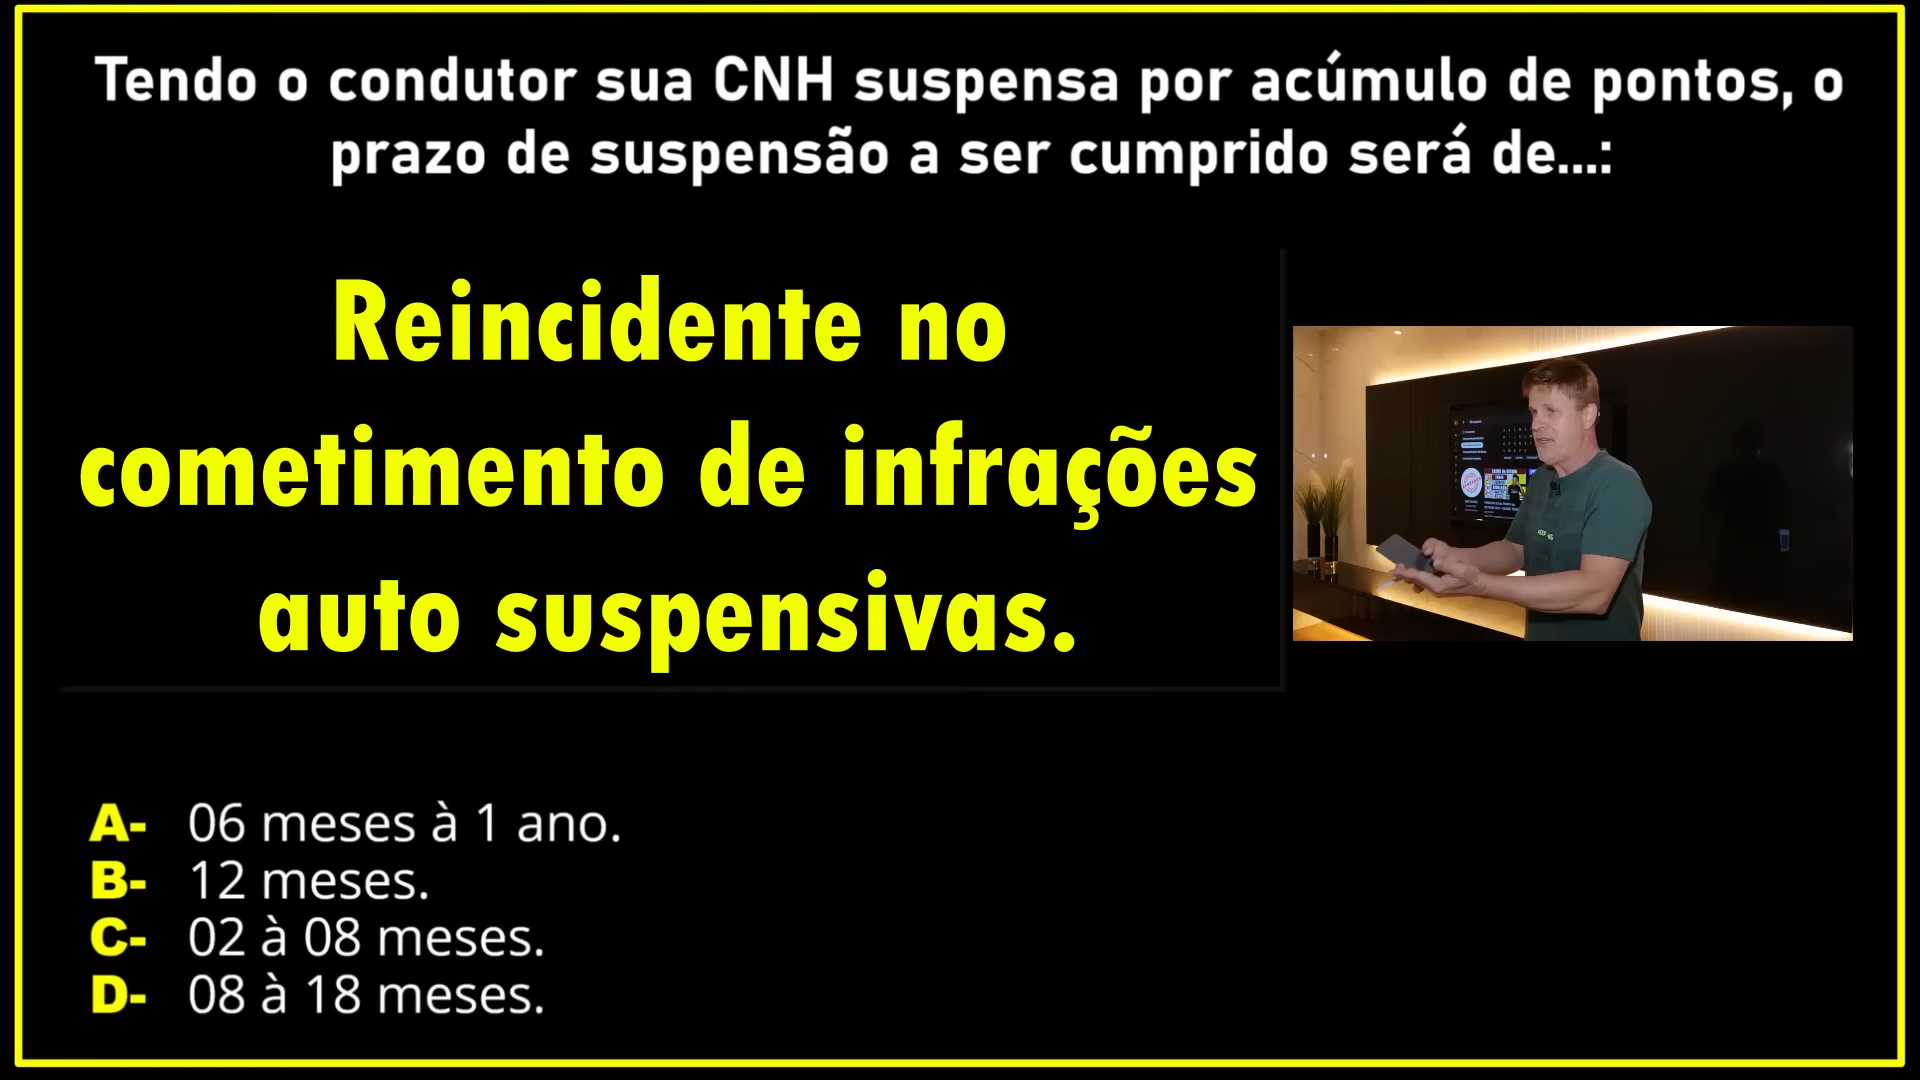 Tendo o condutor sua CNH suspensa por acúmulo de pontos, o
prazo de suspensão a ser cumprido será de...:
Reincidente no
cometimento de infrações
auto suspensivas.
A- 06 meses à 1 ano.
B- 12 meses.
C- 02 à 08 meses.
D- 08 à 18 meses.